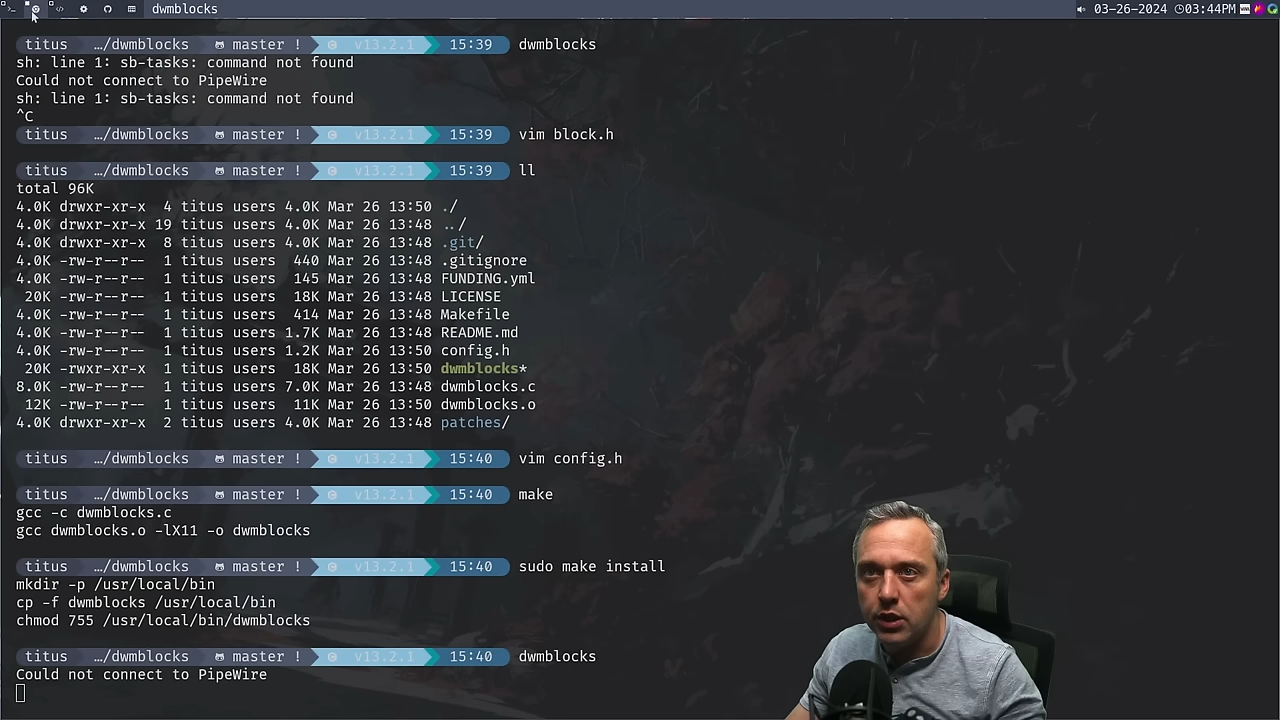 dwmblocks
03-26-2024 03:44PM
titus …/dwmblocks master ! v13.2.1 15:39 dwmblocks
sh: line 1: sb-tasks: command not found
Could not connect to PipeWire
sh: line 1: sb-tasks: command not found
^C
titus …/dwmblocks master ! v13.2.1 15:39 vim block.h
titus …/dwmblocks master ! v13.2.1 15:39 ll
total 96K
4.0K drwxr-xr-x 4 titus users 4.0K Mar 26 13:50 ./
4.0K drwxr-xr-x 19 titus users 4.0K Mar 26 13:48 ../
4.0K drwxr-xr-x 8 titus users 4.0K Mar 26 13:48 .git/
4.0K -rw-r--r-- 1 titus users 440 Mar 26 13:48 .gitignore
4.0K -rw-r--r-- 1 titus users 145 Mar 26 13:48 FUNDING.yml
20K -rw-r--r-- 1 titus users 18K Mar 26 13:48 LICENSE
4.0K -rw-r--r-- 1 titus users 414 Mar 26 13:48 Makefile
4.0K -rw-r--r-- 1 titus users 1.7K Mar 26 13:48 README.md
4.0K -rw-r--r-- 1 titus users 1.2K Mar 26 13:50 config.h
20K -rwxr-xr-x 1 titus users 18K Mar 26 13:50 dwmblocks*
8.0K -rw-r--r-- 1 titus users 7.0K Mar 26 13:48 dwmblocks.c
12K -rw-r--r-- 1 titus users 11K Mar 26 13:50 dwmblocks.o
4.0K drwxr-xr-x 2 titus users 4.0K Mar 26 13:48 patches/
titus …/dwmblocks master ! v13.2.1 15:40 vim config.h
titus …/dwmblocks master ! v13.2.1 15:40 make
gcc -c dwmblocks.c
gcc dwmblocks.o -lX11 -o dwmblocks
titus …/dwmblocks master ! v13.2.1 15:40 sudo make install
mkdir -p /usr/local/bin
cp -f dwmblocks /usr/local/bin
chmod 755 /usr/local/bin/dwmblocks
titus …/dwmblocks master ! v13.2.1 15:40 dwmblocks
Could not connect to PipeWire